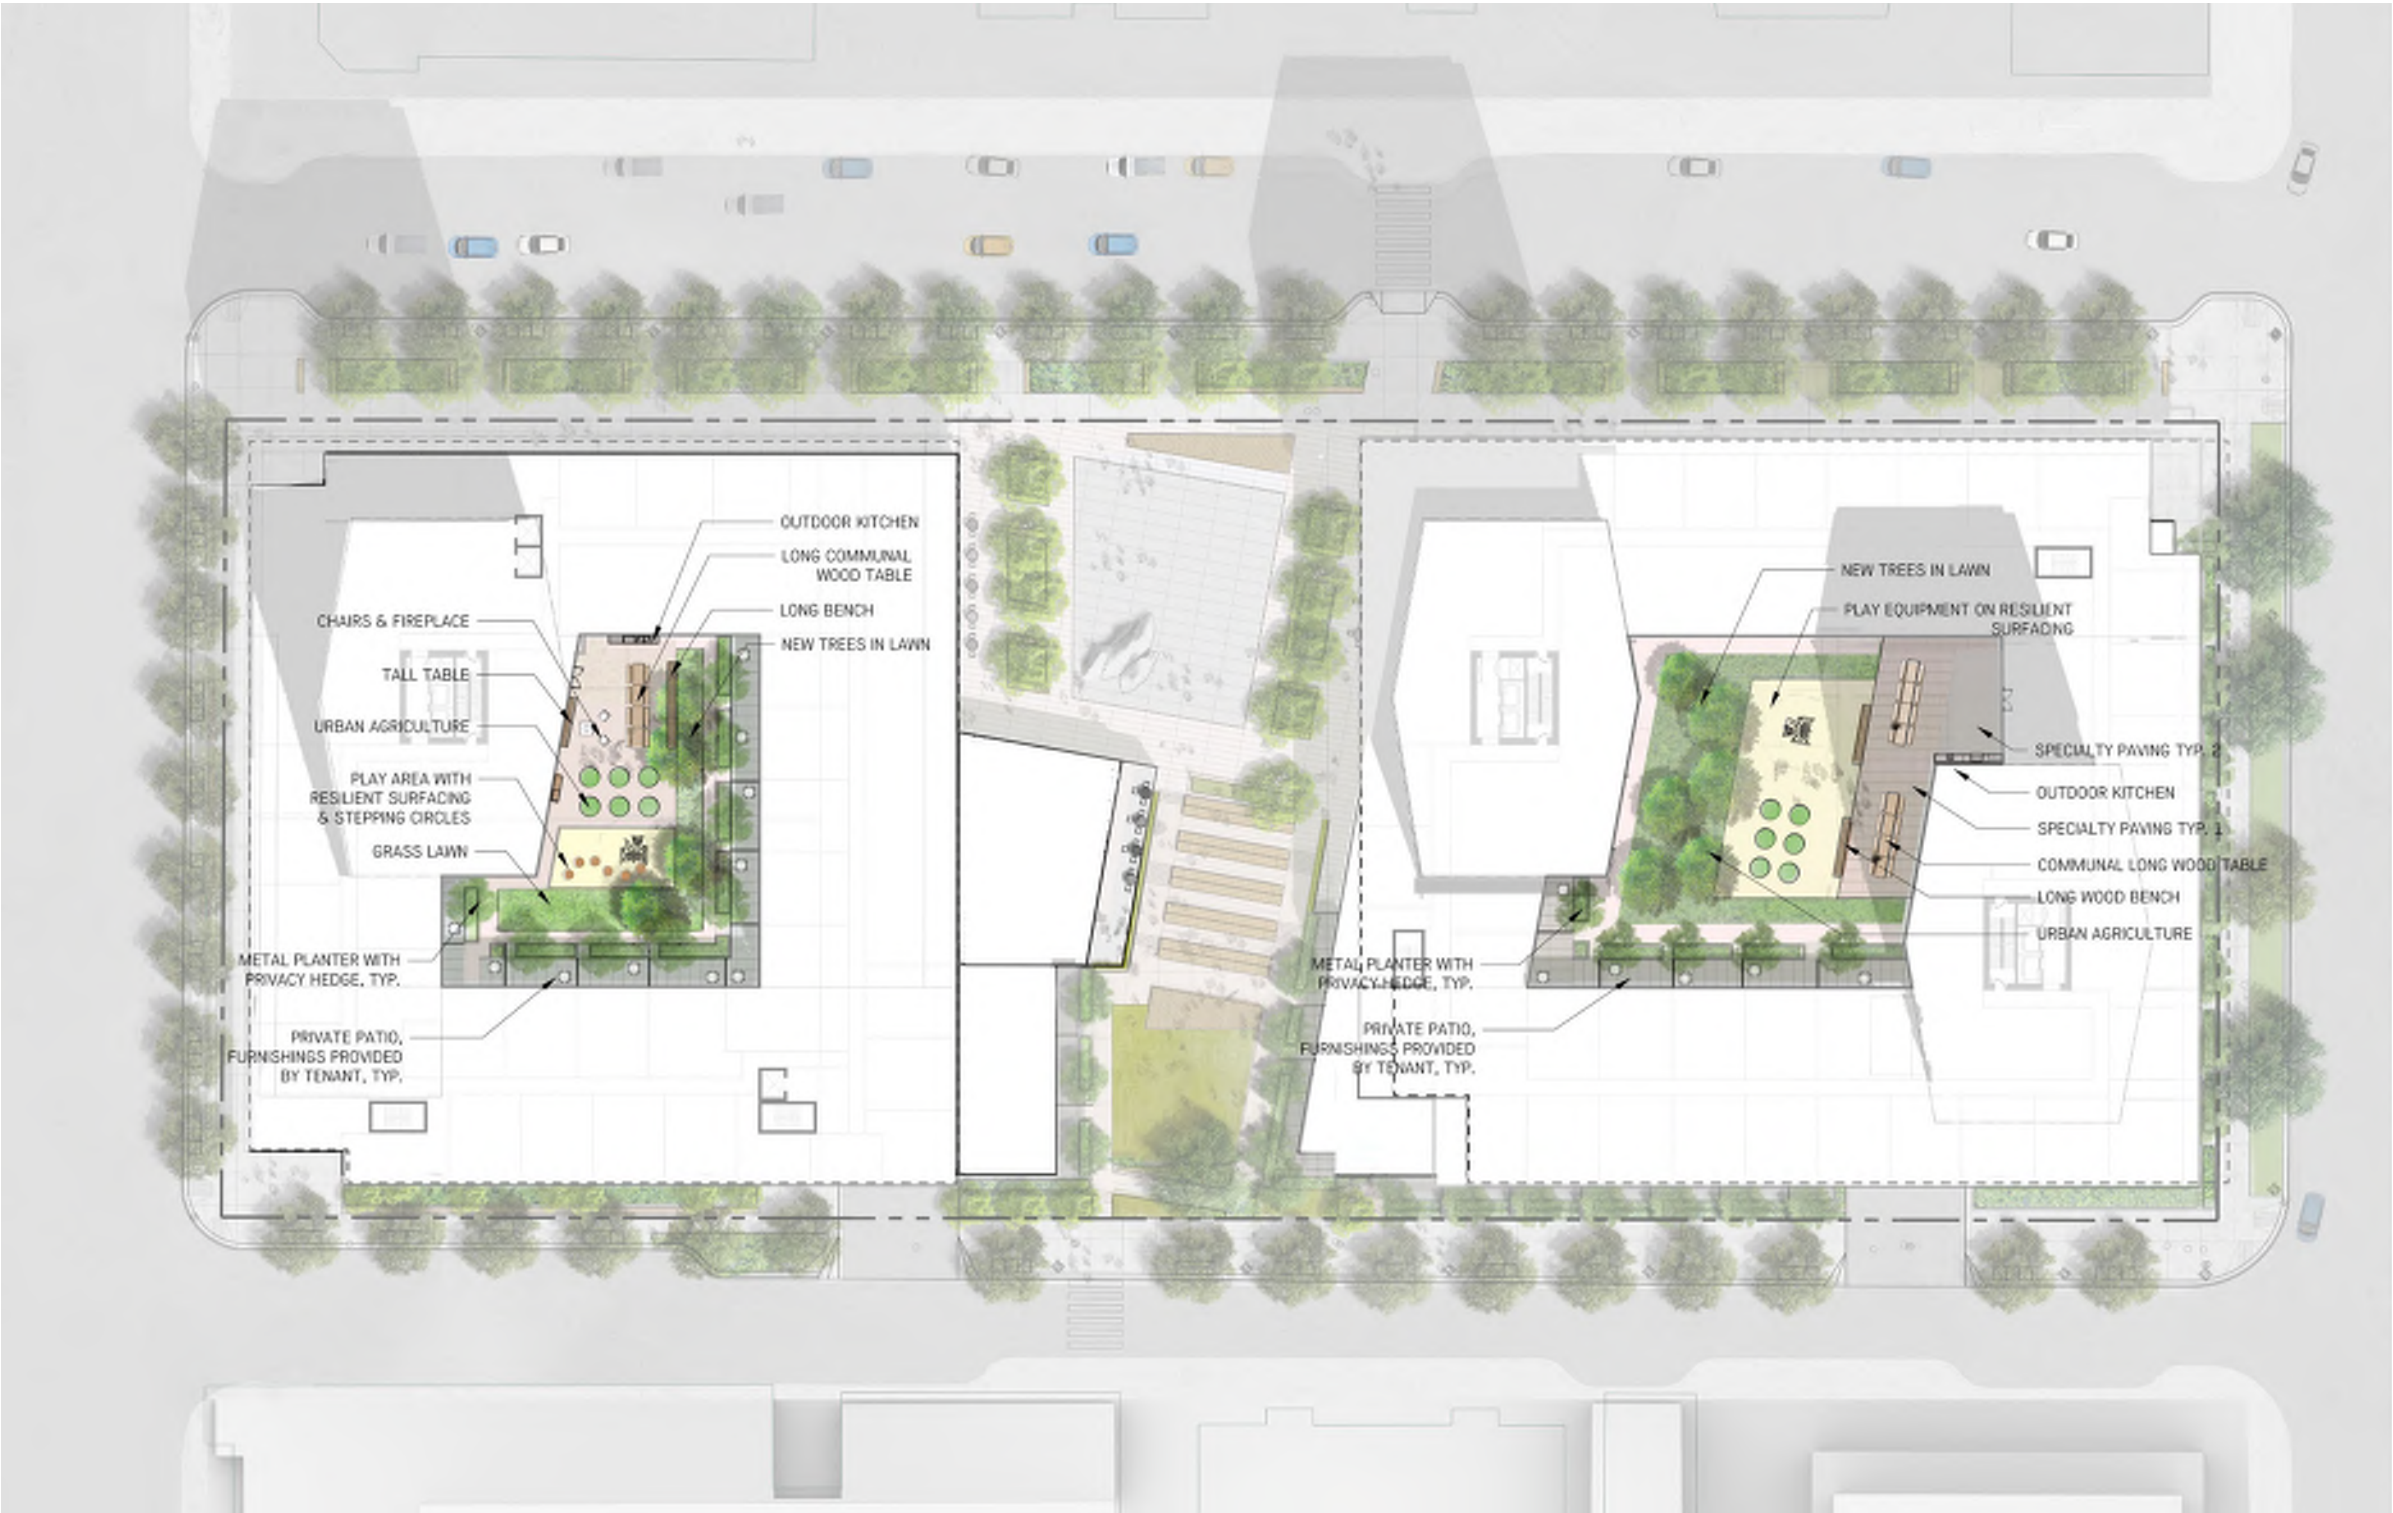 OUTDOOR KITCHEN
LONG COMMUNAL
WOOD TABLE
LONG BENCH
NEW TREES IN LAWN
CHAIRS & FIREPLACE
TALL TABLE
URBAN AGRICULTURE
PLAY AREA WITH
RESILIENT SURFACING
& STEPPING CIRCLES
GRASS LAWN
METAL PLANTER WITH
PRIVACY HEDGE, TYP.
PRIVATE PATIO,
FURNISHINGS PROVIDED
BY TENANT, TYP.
NEW TREES IN LAWN
PLAY EQUIPMENT ON RESILIENT
SURFACING
SPECIALTY PAVING TYP. 2
OUTDOOR KITCHEN
SPECIALTY PAVING TYP. 1
COMMUNAL LONG WOOD TABLE
LONG WOOD BENCH
URBAN AGRICULTURE
METAL PLANTER WITH
PRIVACY HEDGE, TYP.
PRIVATE PATIO,
FURNISHINGS PROVIDED
BY TENANT, TYP.